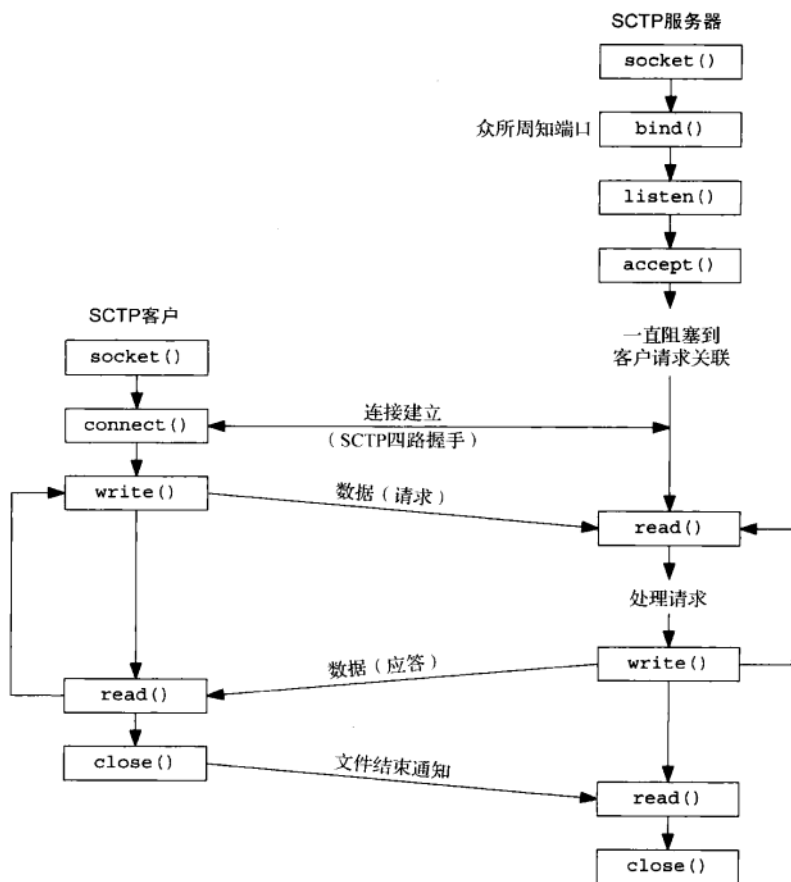 SCTP服务器
socket()
众所周知端口
bind()
listen()
accept()
一直阻塞到
客户请求关联
SCTP客户
socket()
connect()
连接建立
(SCTP四路握手)
write()
数据(请求)
read()
处理请求
write()
数据(应答)
read()
close()
文件结束通知
read()
close()